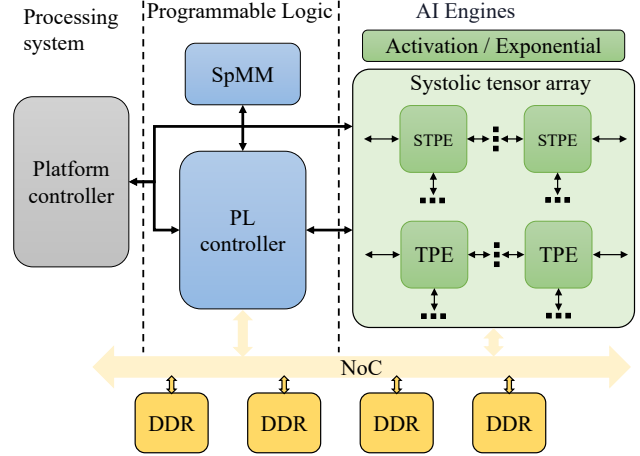 Processing
system
Programmable Logic
AI Engines
Activation / Exponential
SpMM
Systolic tensor array
STPE
STPE
Platform
controller
PL
controller
TPE
TPE
NoC
DDR
DDR
DDR
DDR